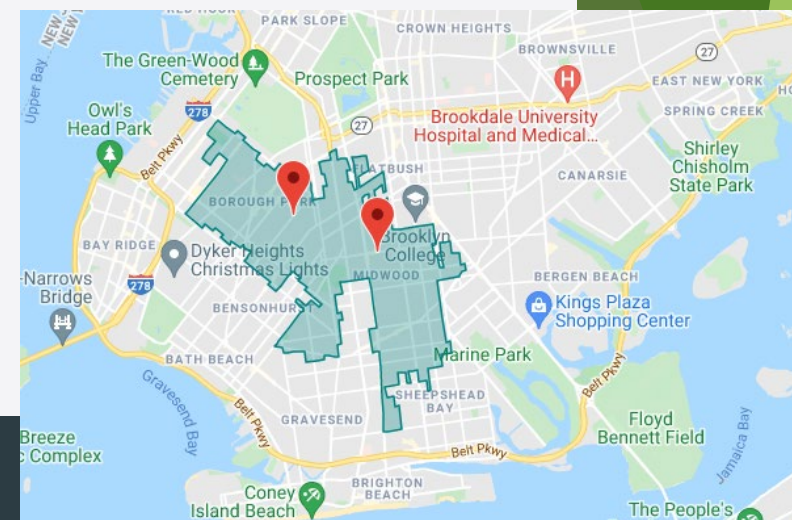 RED HOOK
PARK SLOPE
CROWN HEIGHTS
BROWNSVILLE
27
NEW
NEW
Upper Bay
The Green-Wood
Cemetery
Prospect Park
EAST NEW YORK
278
Owl's
Head Park
27
H
Brookdale University
Hospital and Medical...
SPRING CREEK
Belt Pkwy
Shirley
Chisholm
State Park
FLATBUSH
CANARSIE
BOROUGH PARK
BAY RIDGE
Dyker Heights
Christmas Lights
Brooklyn
College
MIDWOOD
-Narrows
Bridge
278
BERGEN BEACH
BENSONHURST
Kings Plaza
Shopping Center
BATH BEACH
Marine Park
Gravesend Bay
Belt Pkwy
Belt Pkwy
SHEEPSHEAD
BAY
GRAVESEND
Floyd
Bennett Field
Breeze
c Complex
Belt Pkwy
Jamaica Bay
BRIGHTON
BEACH
Coney
Island Beach
The People's